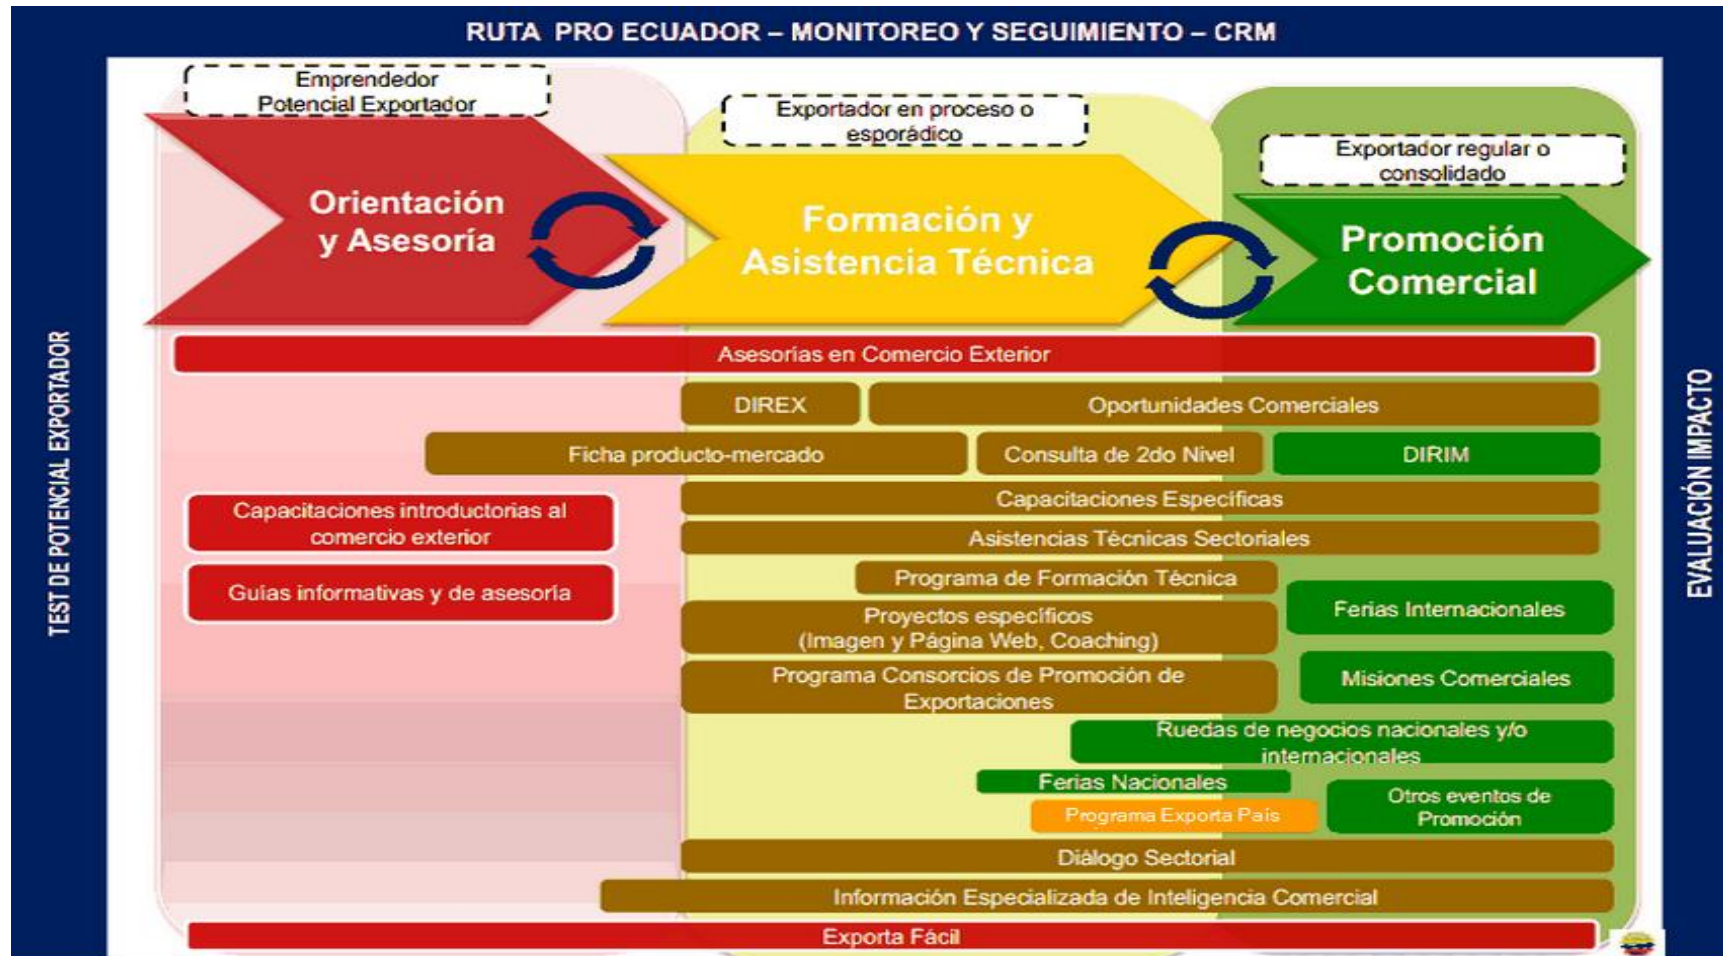 RUTA PRO ECUADOR – MONITOREO Y SEGUIMIENTO – CRM
TEST DE POTENCIAL EXPORTADOR
Emprendedor
Potencial Exportador
Exportador en proceso o
esporádico
Exportador regular o
consolidado
Orientación
y Asesoría
Formación y
Asistencia Técnica
Promoción
Comercial
Asesorías en Comercio Exterior
DIREX
Oportunidades Comerciales
Ficha producto-mercado
Consulta de 2do Nivel
DIRIM
Capacitaciones introductorias al
comercio exterior
Capacitaciones Específicas
Asistencias Técnicas Sectoriales
Guías informativas y de asesoría
Programa de Formación Técnica
Proyectos específicos
(Imagen y Página Web, Coaching)
Ferias Internacionales
Programa Consorcios de Promoción de
Exportaciones
Misiones Comerciales
Ruedas de negocios nacionales y/o
internacionales
Ferias Nacionales
Programa Exporta País
Otros eventos de
Promoción
Diálogo Sectorial
Información Especializada de Inteligencia Comercial
Exporta Fácil
EVALUACIÓN IMPACTO